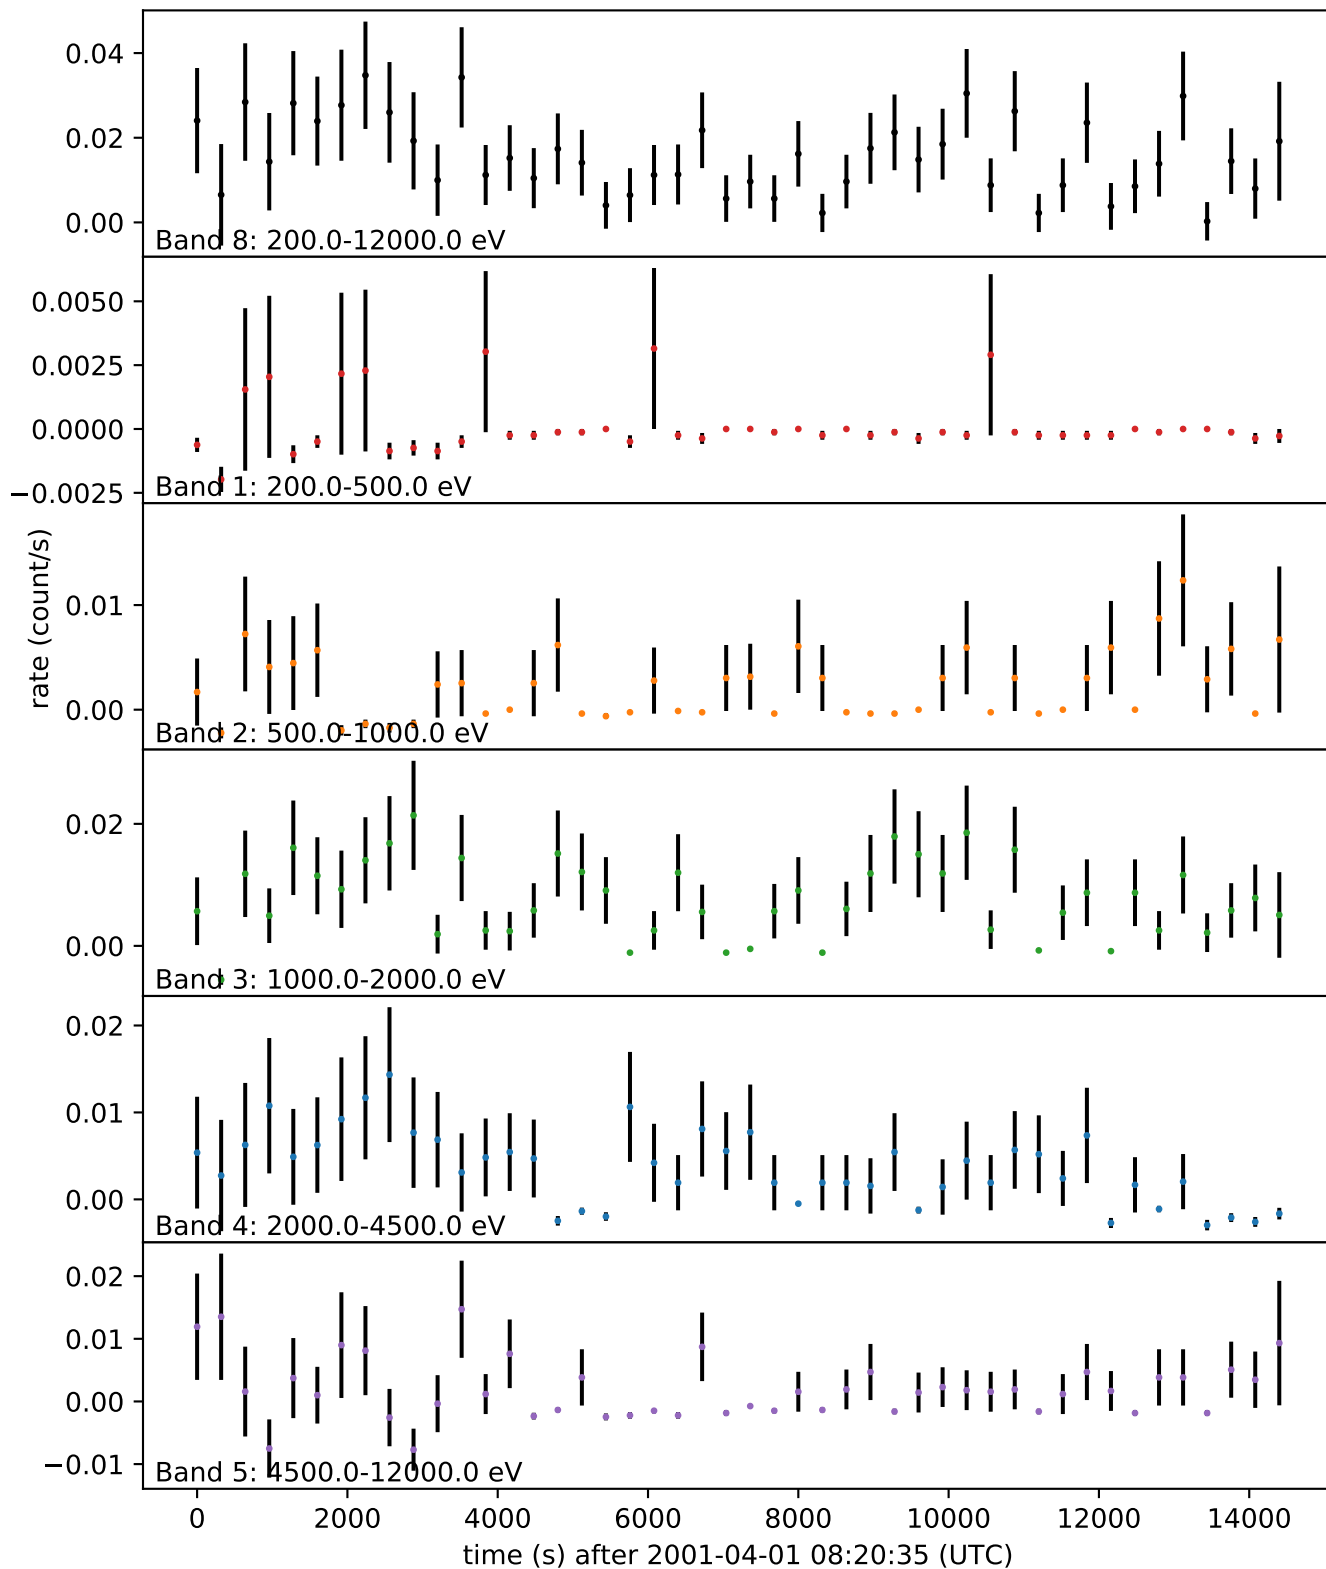 0.04
0.02
0.00
Band 8: 200.0-12000.0 eV
0.0050
0.0025
0.0000
−0.0025
Band 1: 200.0-500.0 eV
rate (count/s)
0.01
0.00
Band 2: 500.0-1000.0 eV
0.02
0.00
Band 3: 1000.0-2000.0 eV
0.02
0.01
0.00
Band 4: 2000.0-4500.0 eV
0.02
0.01
0.00
−0.01
Band 5: 4500.0-12000.0 eV
0 2000 4000 6000 8000 10000 12000 14000
time (s) after 2001-04-01 08:20:35 (UTC)